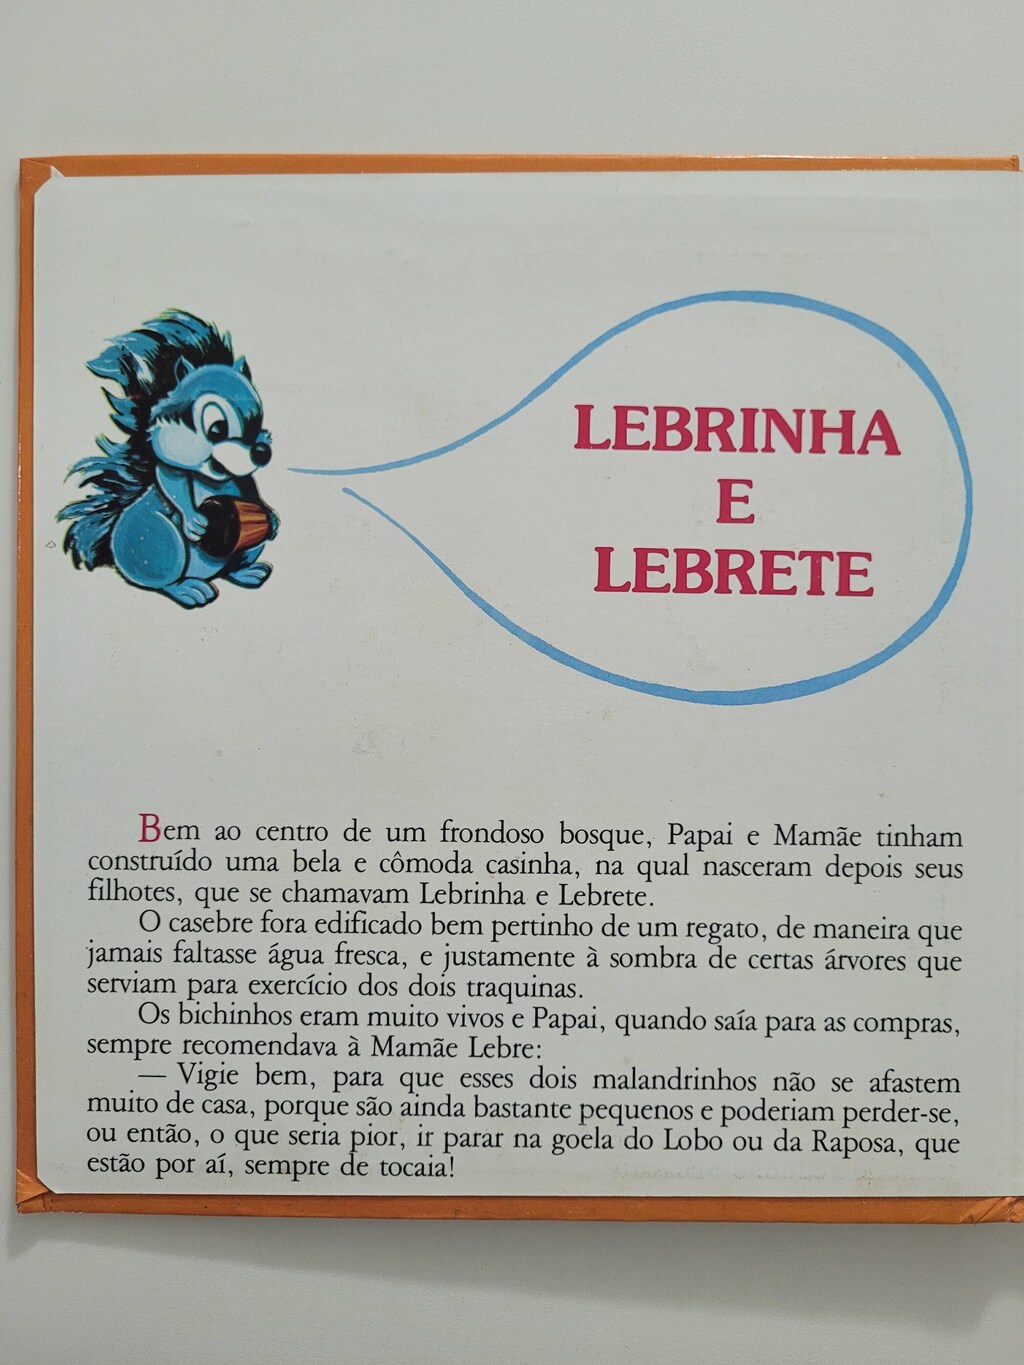 LEBRINHA
E
LEBRETE
Bem ao centro de um frondoso bosque, Papai e Mamãe tinham
construído uma bela e cômoda casinha, na qual nasceram depois seus
filhotes, que se chamavam Lebrinha e Lebrete.
O casebre fora edificado bem pertinho de um regato, de maneira que
jamais faltasse água fresca, e justamente à sombra de certas árvores que
serviam para exercício dos dois traquinas.
Os bichinhos eram muito vivos e Papai, quando saía para as compras,
sempre recomendava à Mamãe Lebre:
— Vigie bem, para que esses dois malandrinhos não se afastem
muito de casa, porque são ainda bastante pequenos e poderiam perder-se,
ou então, o que seria pior, ir parar na goela do Lobo ou da Raposa, que
estão por aí, sempre de tocaia!